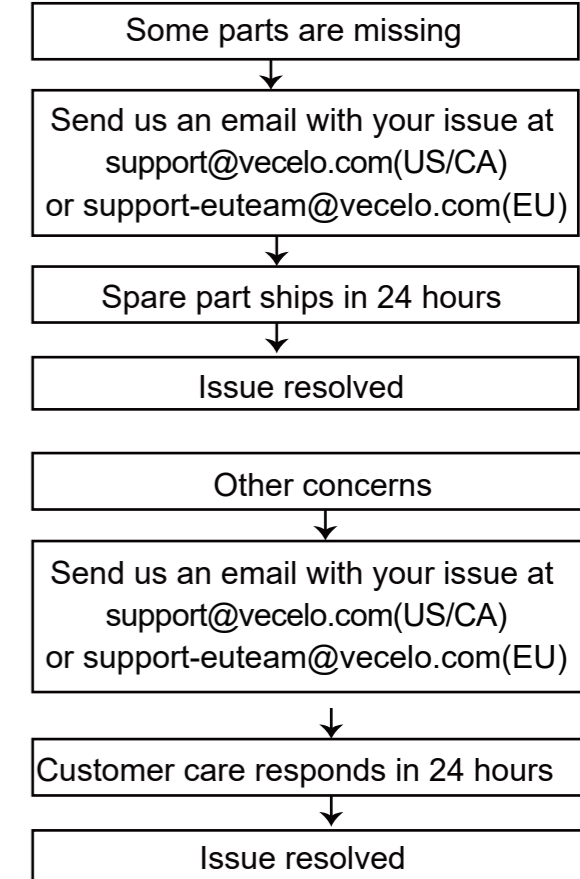 Some parts are missing
Send us an email with your issue at
support@vecelo.com(US/CA)
or support-euteam@vecelo.com(EU)
Spare part ships in 24 hours
Issue resolved
Other concerns
Send us an email with your issue at
support@vecelo.com(US/CA)
or support-euteam@vecelo.com(EU)
Customer care responds in 24 hours
Issue resolved